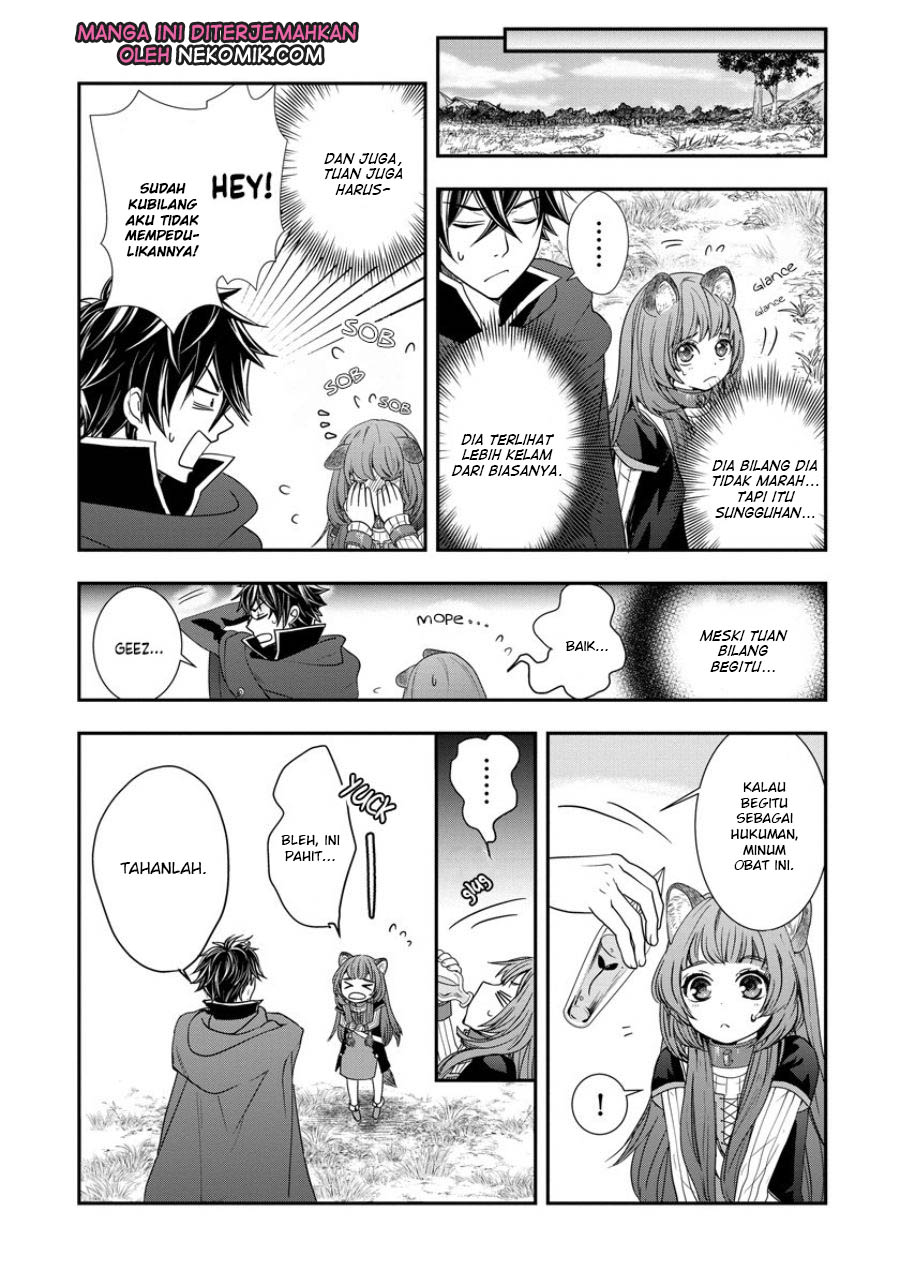 MANGA INI DITERJEMAHKAN
OLEH NEKOMIK.COM
......
Glance
Glance
DIA BILANG DIA
TIDAK MARAH...
TAPI ITU
SUNGGUHAN...
DIA TERLIHAT
LEBIH KELAM
DARI BIASANYA.
DAN JUGA,
TUAN JUGA
HARUS~
HEY!
SUDAH
KUBILANG
AKU TIDAK
MEMPEDU-
LIKANNYA!
SOB
SOB
SOB
MESKI TUAN
BILANG
BEGITU...
BAIK...
MOPE...
GEEZ...
KALAU
BEGITU
SEBAGAI
HUKUMAN,
MINUM
OBAT INI.
!
......
glug
YUCK
BLEH, INI
PAHIT...
TAHANLAH.